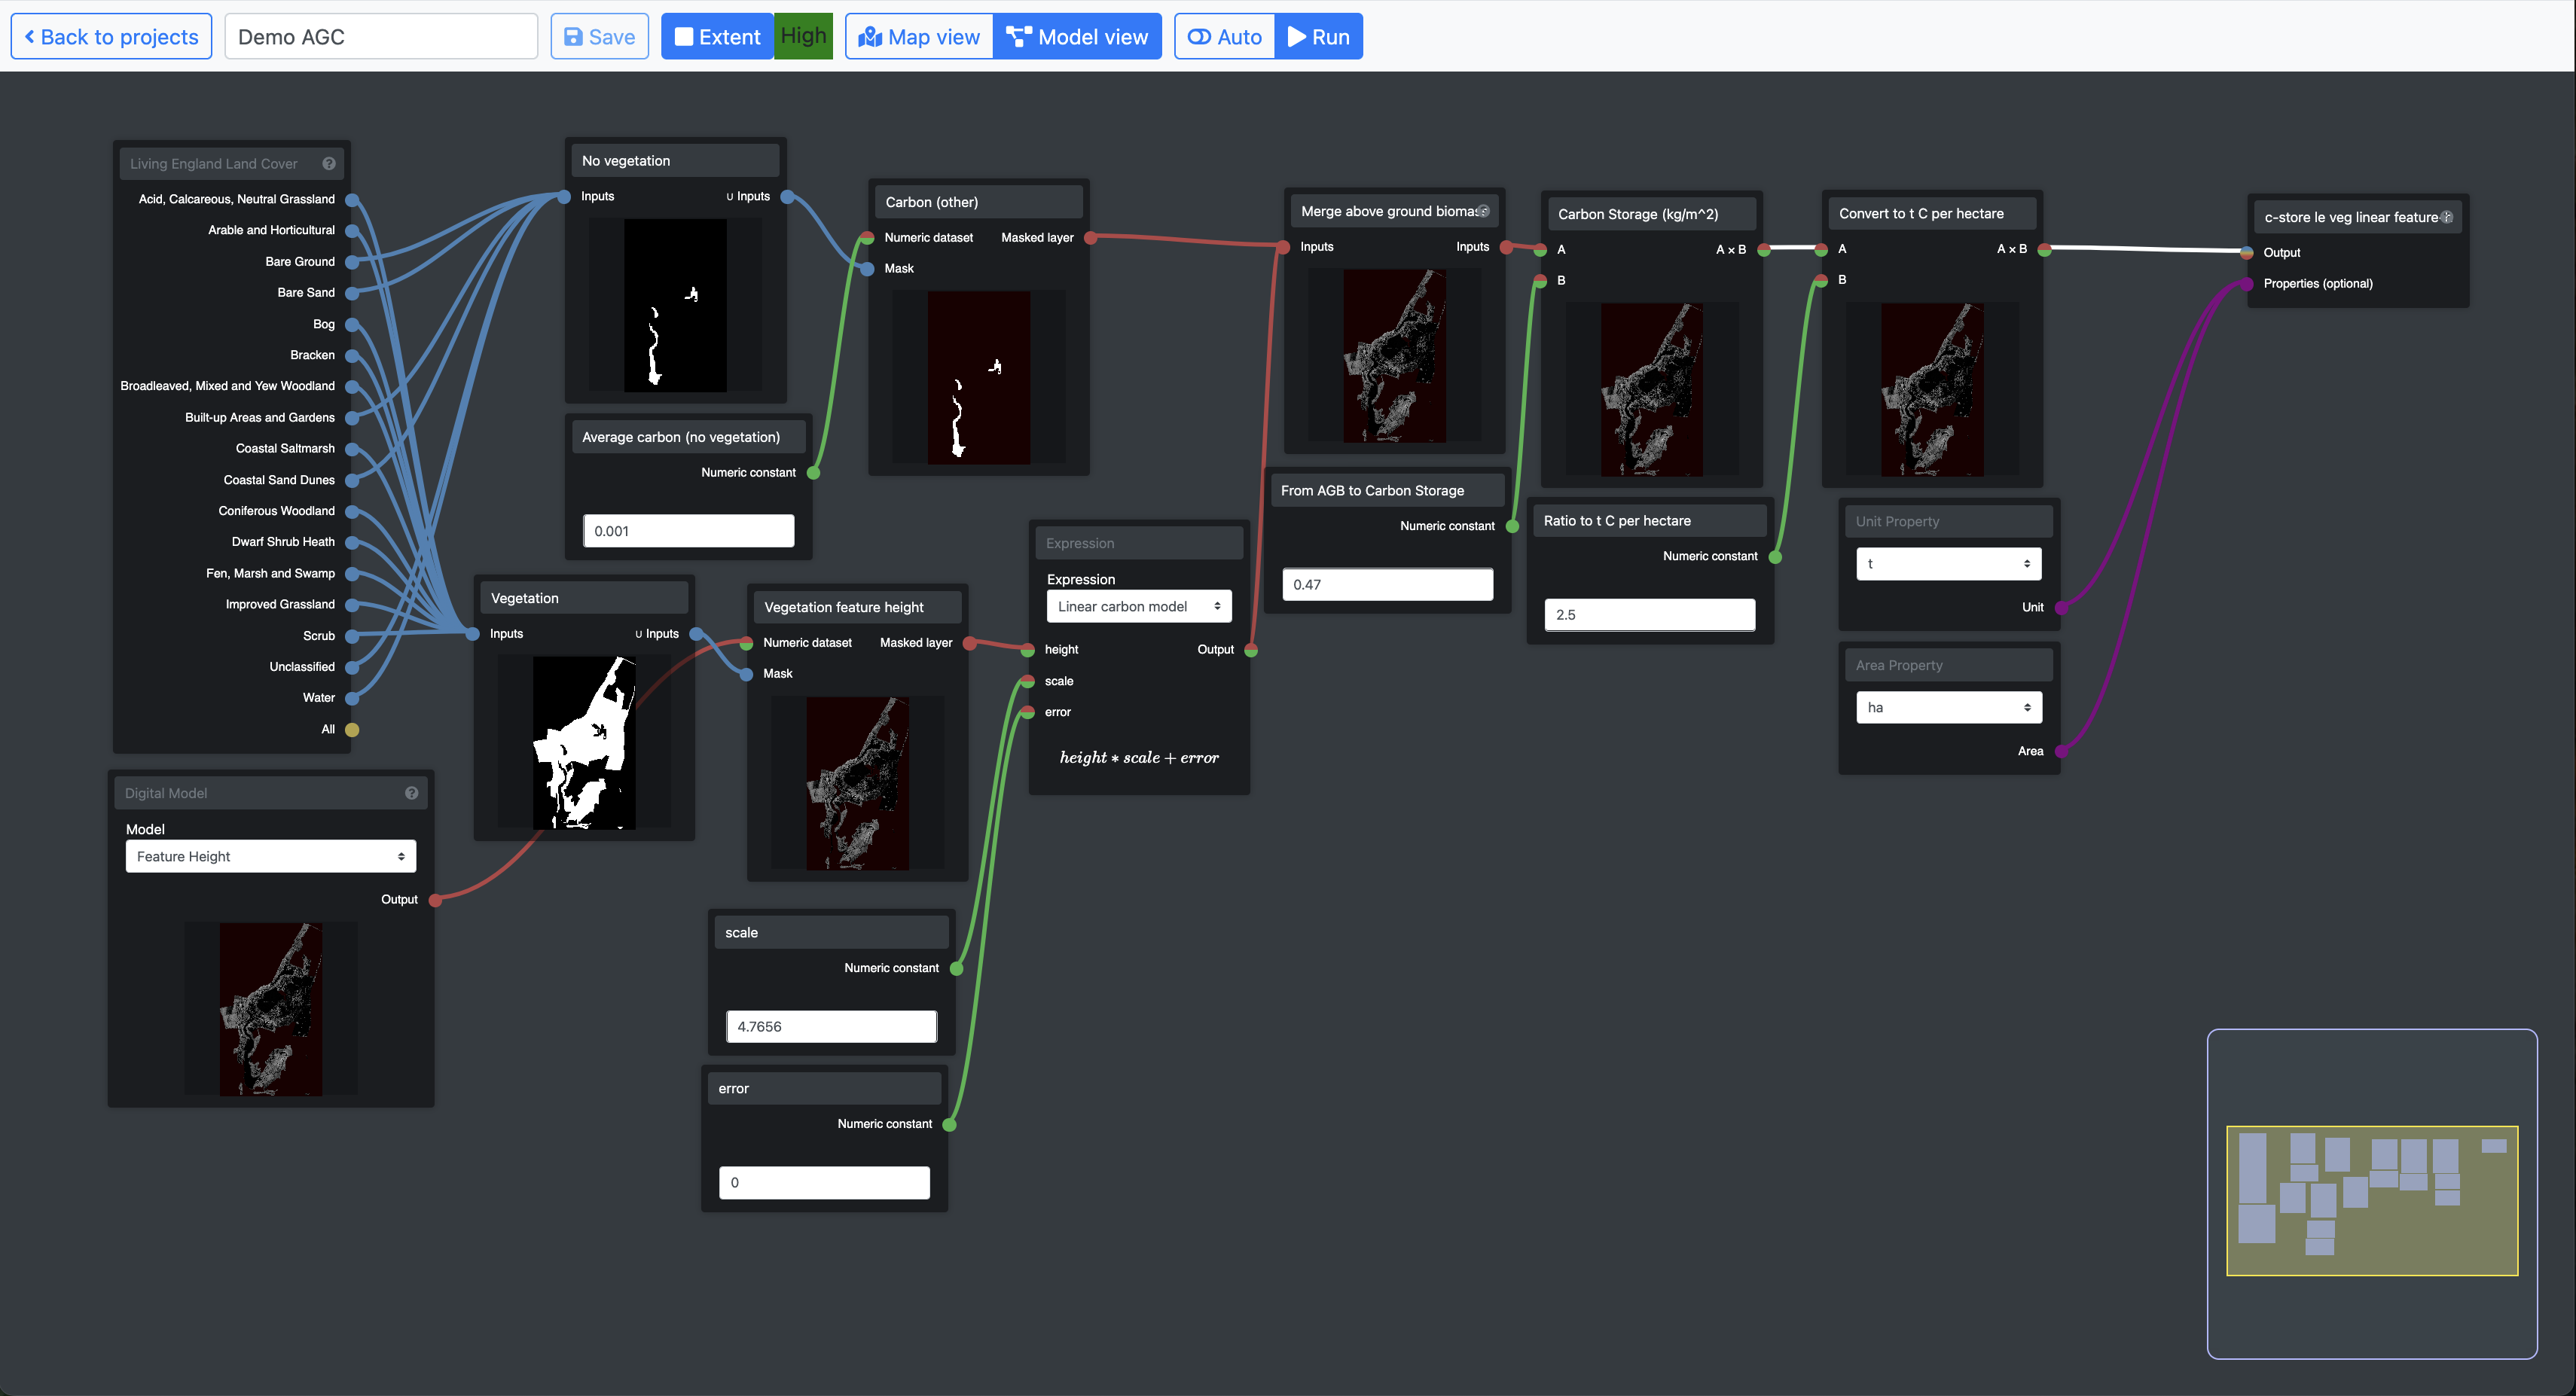 Back to projects
Demo AGC
Save
Extent
High
Map view
Model view
Auto
Run
Living England Land Cover
Acid, Calcareous, Neutral Grassland
Arable and Horticultural
Bare Ground
Bare Sand
Bog
Bracken
Broadleaved, Mixed and Yew Woodland
Built-up Areas and Gardens
Coastal Saltmarsh
Coastal Sand Dunes
Coniferous Woodland
Dwarf Shrub Heath
Fen, Marsh and Swamp
Improved Grassland
Scrub
Unclassified
Water
All
Digital Model
Model
Feature Height
Output
No vegetation
Inputs
∪ Inputs
Average carbon (no vegetation)
Numeric constant
0.001
Vegetation
Inputs
∪ Inputs
Carbon (other)
Numeric dataset
Masked layer
Mask
Vegetation feature height
Numeric dataset
Masked layer
Mask
scale
Numeric constant
4.7656
error
Numeric constant
0
Expression
Expression
Linear carbon model
height
Output
scale
error
height * scale + error
Merge above ground biomass
Inputs
Inputs
From AGB to Carbon Storage
Numeric constant
0.47
Carbon Storage (kg/m^2)
A
A × B
B
Ratio to t C per hectare
Numeric constant
2.5
Convert to t C per hectare
A
A × B
B
Unit Property
t
Unit
Area Property
ha
Area
c-store le veg linear feature
Output
Properties (optional)